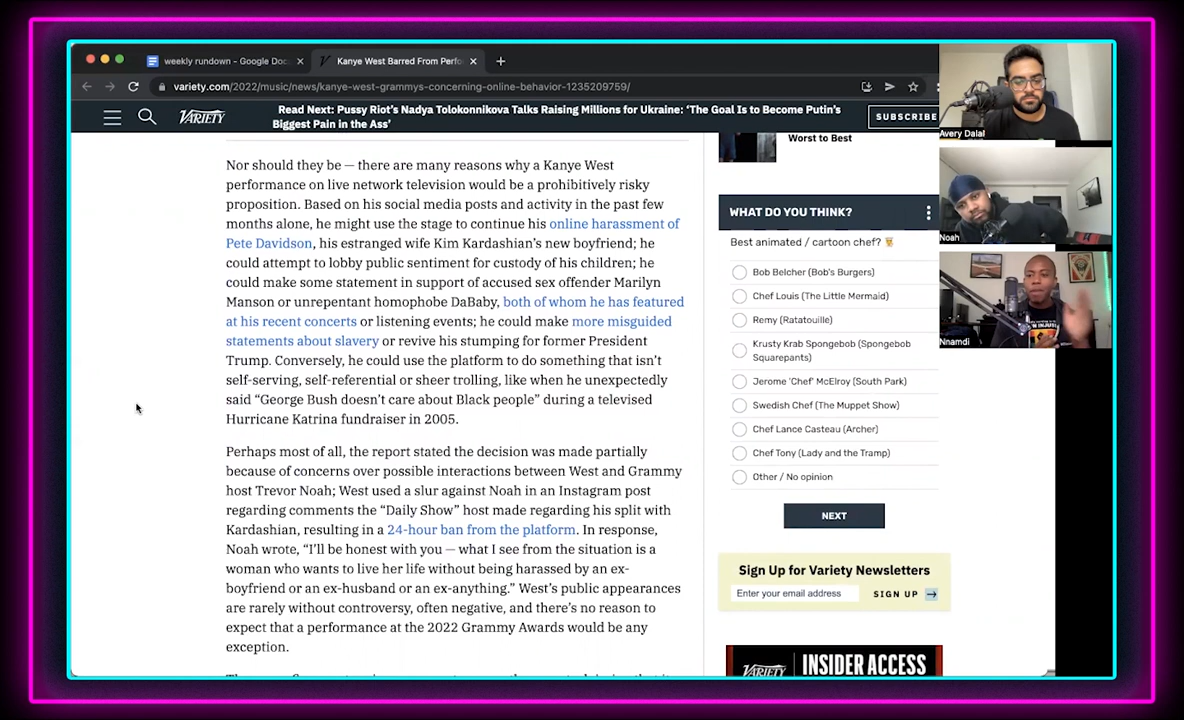 weekly rundown - Google Doc
Kanye West Barred From Perfo
variety.com/2022/music/news/kanye-west-grammys-concerning-online-behavior-1235209759/
VARIETY
Read Next: Pussy Riot's Nadya Tolokonnikova Talks Raising Millions for Ukraine: 'The Goal Is to Become Putin's
Biggest Pain in the Ass'
SUBSCRIBE
Nor should they be — there are many reasons why a Kanye West
performance on live network television would be a prohibitively risky
proposition. Based on his social media posts and activity in the past few
months alone, he might use the stage to continue his online harassment of
Pete Davidson, his estranged wife Kim Kardashian's new boyfriend; he
could attempt to lobby public sentiment for custody of his children; he
could make some statement in support of accused sex offender Marilyn
Manson or unrepentant homophobe DaBaby, both of whom he has featured
at his recent concerts or listening events; he could make more misguided
statements about slavery or revive his stumping for former President
Trump. Conversely, he could use the platform to do something that isn't
self-serving, self-referential or sheer trolling, like when he unexpectedly
said "George Bush doesn't care about Black people" during a televised
Hurricane Katrina fundraiser in 2005.
Perhaps most of all, the report stated the decision was made partially
because of concerns over possible interactions between West and Grammy
host Trevor Noah; West used a slur against Noah in an Instagram post
regarding comments the "Daily Show" host made regarding his split with
Kardashian, resulting in a 24-hour ban from the platform. In response,
Noah wrote, "I'll be honest with you — what I see from the situation is a
woman who wants to live her life without being harassed by an ex-
boyfriend or an ex-husband or an ex-anything." West's public appearances
are rarely without controversy, often negative, and there's no reason to
expect that a performance at the 2022 Grammy Awards would be any
exception.
Worst to Best
WHAT DO YOU THINK?
Best animated / cartoon chef?
Bob Belcher (Bob's Burgers)
Chef Louis (The Little Mermaid)
Remy (Ratatouille)
Krusty Krab Spongebob (Spongebob
Squarepants)
Jerome 'Chef' McElroy (South Park)
Swedish Chef (The Muppet Show)
Chef Lance Casteau (Archer)
Chef Tony (Lady and the Tramp)
Other / No opinion
NEXT
Sign Up for Variety Newsletters
Enter your email address
SIGN UP
VARIETY
INSIDER ACCESS
Avery Dalal
Noah
Nnamdi